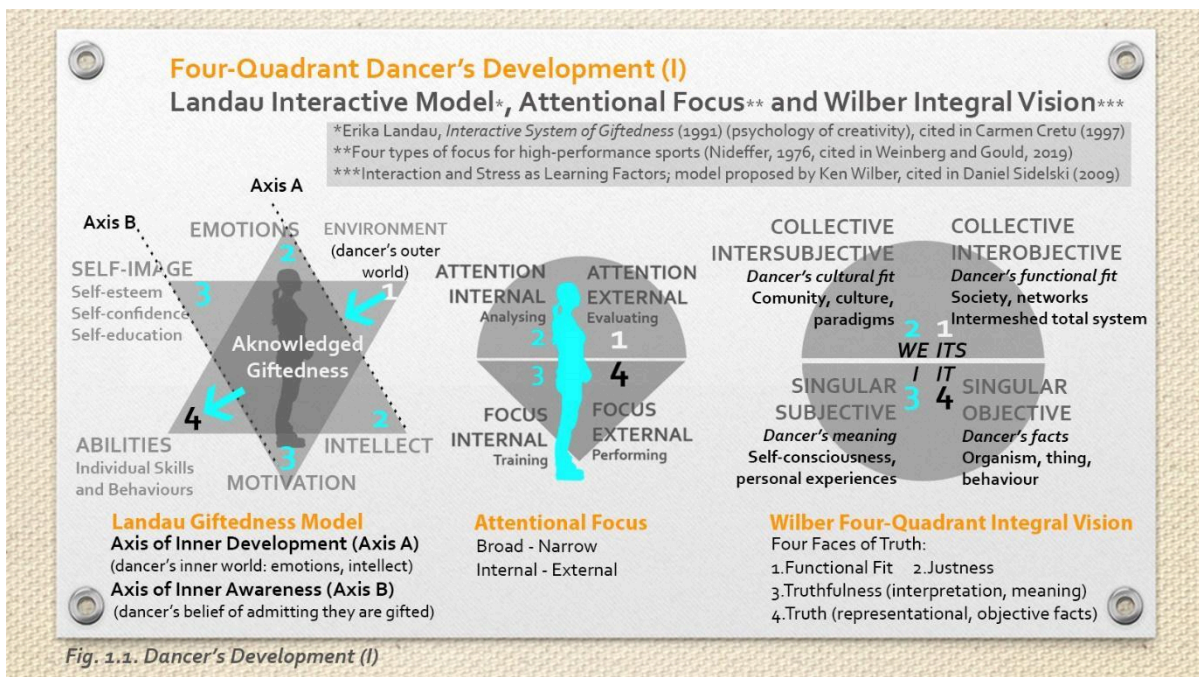 Four-Quadrant Dancer's Development (I)
Landau Interactive Model*, Attentional Focus** and Wilber Integral Vision***
*Erika Landau, Interactive System of Giftedness (1991) (psychology of creativity), cited in Carmen Cretu (1997)
**Four types of focus for high-performance sports (Nideffer, 1976, cited in Weinberg and Gould, 2019)
***Interaction and Stress as Learning Factors; model proposed by Ken Wilber, cited in Daniel Sidelski (2009)
Axis A
Axis B
EMOTIONS
2
ENVIRONMENT
(dancer's outer
world)
1
SELF-IMAGE
Self-esteem
Self-confidence
Self-education
3
Aknowledged
Giftedness
4
2
ABILITIES
Individual Skills
and Behaviours
3
MOTIVATION
INTELLECT
Landau Giftedness Model
Axis of Inner Development (Axis A)
(dancer's inner world: emotions, intellect)
Axis of Inner Awareness (Axis B)
(dancer's belief of admitting they are gifted)
ATTENTION
INTERNAL
Analysing
2
ATTENTION
EXTERNAL
Evaluating
1
3
FOCUS
INTERNAL
Training
4
FOCUS
EXTERNAL
Performing
Attentional Focus
Broad - Narrow
Internal - External
COLLECTIVE
INTERSUBJECTIVE
Dancer's cultural fit
Comunity, culture,
paradigms
2
WE
COLLECTIVE
INTEROBJECTIVE
Dancer's functional fit
Society, networks
Intermeshed total system
1
ITS
I
3
SINGULAR
SUBJECTIVE
Dancer's meaning
Self-consciousness,
personal experiences
IT
4
SINGULAR
OBJECTIVE
Dancer's facts
Organism, thing,
behaviour
Wilber Four-Quadrant Integral Vision
Four Faces of Truth:
1.Functional Fit 2.Justness
3.Truthfulness (interpretation, meaning)
4.Truth (representational, objective facts)
Fig. 1.1. Dancer's Development (I)